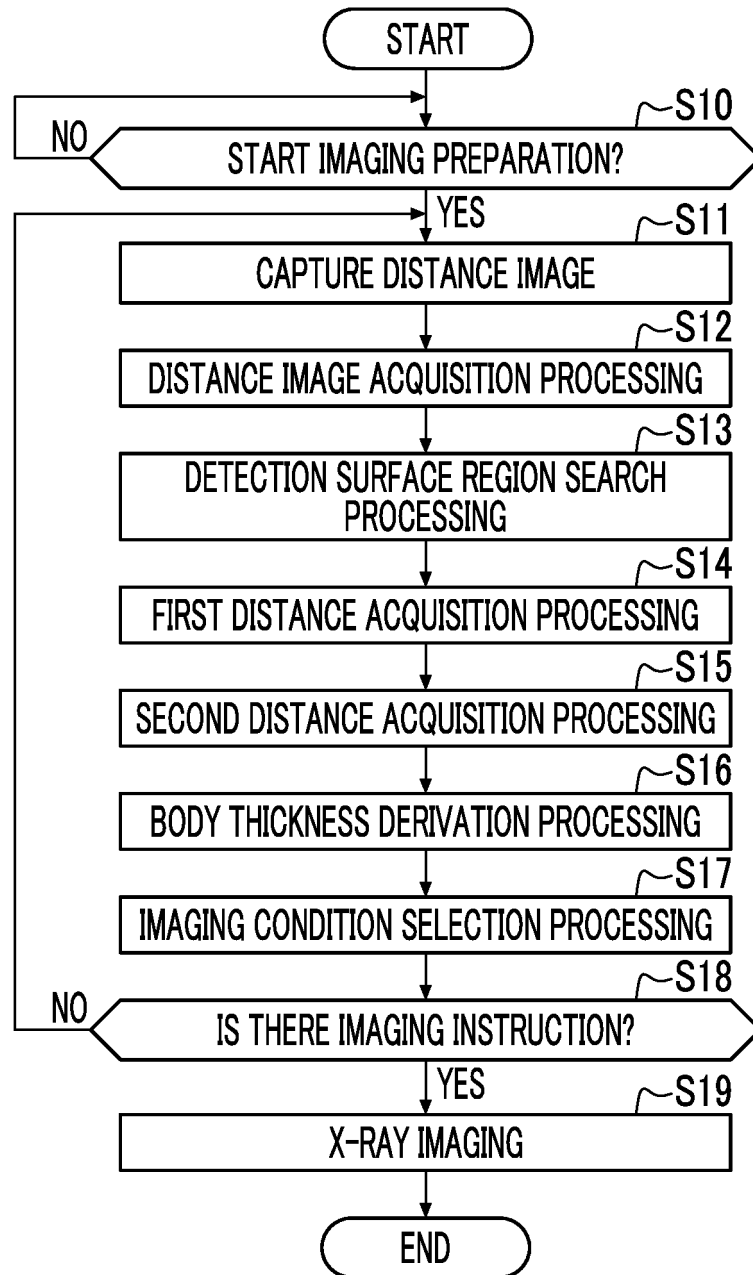 START
S10
NO
START IMAGING PREPARATION?
YES
S11
CAPTURE DISTANCE IMAGE
S12
DISTANCE IMAGE ACQUISITION PROCESSING
S13
DETECTION SURFACE REGION SEARCH
PROCESSING
S14
FIRST DISTANCE ACQUISITION PROCESSING
S15
SECOND DISTANCE ACQUISITION PROCESSING
S16
BODY THICKNESS DERIVATION PROCESSING
S17
IMAGING CONDITION SELECTION PROCESSING
S18
NO
IS THERE IMAGING INSTRUCTION?
YES
S19
X-RAY IMAGING
END